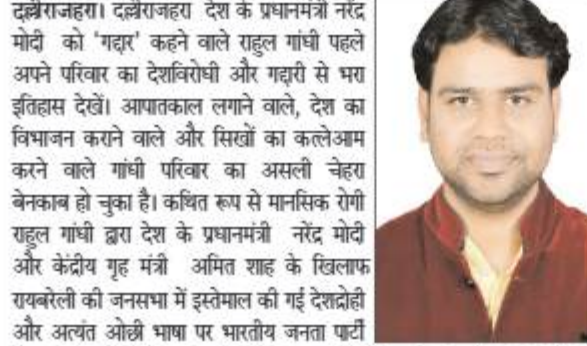 दल्लीराजहरा। दल्लीराजहरा देश के प्रधानमंत्री नरेंद्र
मोदी को 'गद्दार' कहने वाले राहुल गांधी पहले
अपने परिवार का देशविरोधी और गद्दारी से भरा
इतिहास देखें। आपातकाल लगाने वाले, देश का
विभाजन कराने वाले और सिखों का कत्लेआम
करने वाले गांधी परिवार का असली चेहरा
बेनकाब हो चुका है। कथित रूप से मानसिक रोगी
राहुल गांधी द्वारा देश के प्रधानमंत्री नरेंद्र मोदी
और केंद्रीय गृह मंत्री अमित शाह के खिलाफ
रायबरेली की जनसभा में इस्तेमाल की गई देशद्रोही
और अत्यंत ओछी भाषा पर भारतीय जनता पार्टी